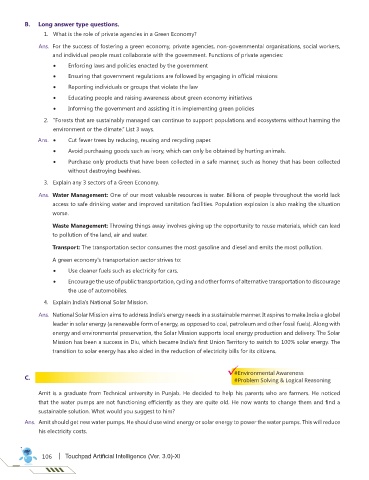 B. Long answer type questions.
1. What is the role of private agencies in a Green Economy?
Ans. For the success of fostering a green economy, private agencies, non-governmental organisations, social workers,
and individual people must collaborate with the government. Functions of private agencies:
• Enforcing laws and policies enacted by the government
• Ensuring that government regulations are followed by engaging in official missions
• Reporting individuals or groups that violate the law
• Educating people and raising awareness about green economy initiatives
• Informing the government and assisting it in implementing green policies
2. "Forests that are sustainably managed can continue to support populations and ecosystems without harming the
environment or the climate." List 3 ways.
Ans. • Cut fewer trees by reducing, reusing and recycling paper.
• Avoid purchasing goods such as ivory, which can only be obtained by hurting animals.
• Purchase only products that have been collected in a safe manner, such as honey that has been collected
without destroying beehives.
3. Explain any 3 sectors of a Green Economy.
Ans. Water Management: One of our most valuable resources is water. Billions of people throughout the world lack
access to safe drinking water and improved sanitation facilities. Population explosion is also making the situation
worse.
Waste Management: Throwing things away involves giving up the opportunity to reuse materials, which can lead
to pollution of the land, air and water.
Transport: The transportation sector consumes the most gasoline and diesel and emits the most pollution.
A green economy's transportation sector strives to:
• Use cleaner fuels such as electricity for cars.
• Encourage the use of public transportation, cycling and other forms of alternative transportation to discourage
the use of automobiles.
4. Explain India's National Solar Mission.
Ans. National Solar Mission aims to address India's energy needs in a sustainable manner. It aspires to make India a global
leader in solar energy (a renewable form of energy, as opposed to coal, petroleum and other fossil fuels). Along with
energy and environmental preservation, the Solar Mission supports local energy production and delivery. The Solar
Mission has been a success in Diu, which became India's first Union Territory to switch to 100% solar energy. The
transition to solar energy has also aided in the reduction of electricity bills for its citizens.
C.
#Environmental Awareness
#Problem Solving & Logical Reasoning
Amit is a graduate from Technical university in Punjab. He decided to help his parents who are farmers. He noticed
that the water pumps are not functioning efficiently as they are quite old. He now wants to change them and find a
sustainable solution. What would you suggest to him?
Ans. Amit should get new water pumps. He should use wind energy or solar energy to power the water pumps. This will reduce
his electricity costs.
106 | Touchpad Artificial Intelligence (Ver. 3.0)-XI